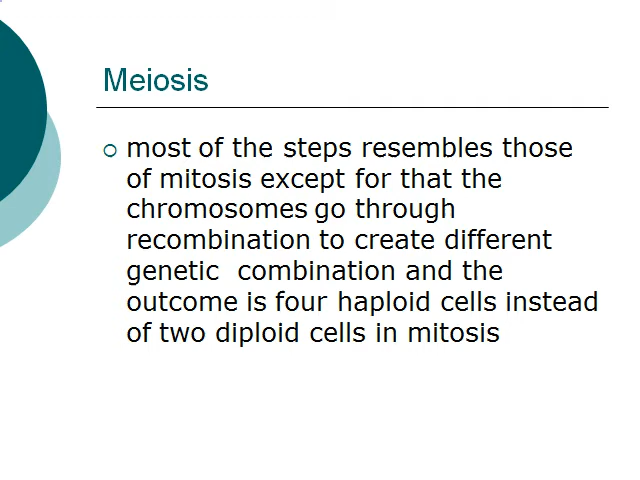 Meiosis
most of the steps resembles those
of mitosis except for that the
chromosomes go through
recombination to create different
genetic  combination and the
outcome is four haploid cells instead
of two diploid cells in mitosis